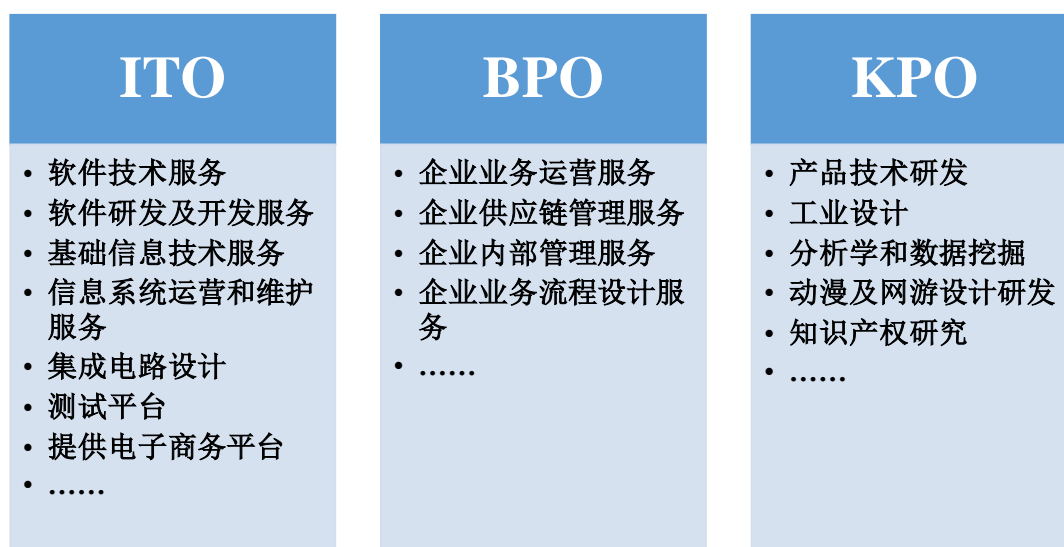 ITO
• 软件技术服务
• 软件研发及开发服务
• 基础信息技术服务
• 信息系统运营和维护
服务
• 集成电路设计
• 测试平台
• 提供电子商务平台
• ……
BPO
• 企业业务运营服务
• 企业供应链管理服务
• 企业内部管理服务
• 企业业务流程设计服
务
• ……
KPO
• 产品技术研发
• 工业设计
• 分析学和数据挖掘
• 动漫及网游设计研发
• 知识产权研究
• ……